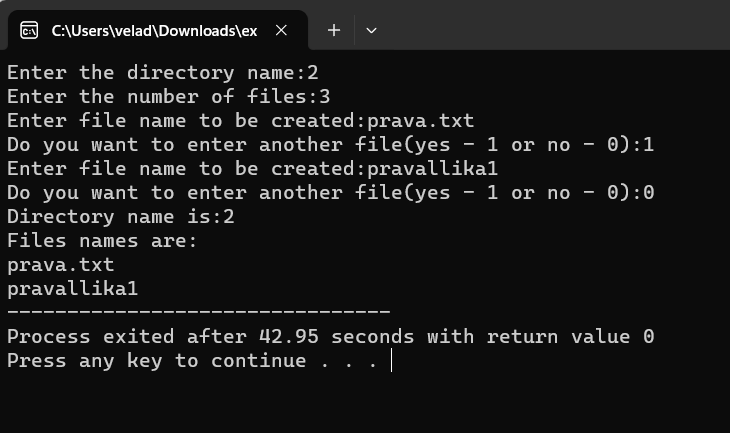 C:\Users\velad\Downloads\ex
Enter the directory name:2
Enter the number of files:3
Enter file name to be created:prava.txt
Do you want to enter another file(yes - 1 or no - 0):1
Enter file name to be created:pravallika1
Do you want to enter another file(yes - 1 or no - 0):0
Directory name is:2
Files names are:
prava.txt
pravallika1
--------------------------------
Process exited after 42.95 seconds with return value 0
Press any key to continue . . .